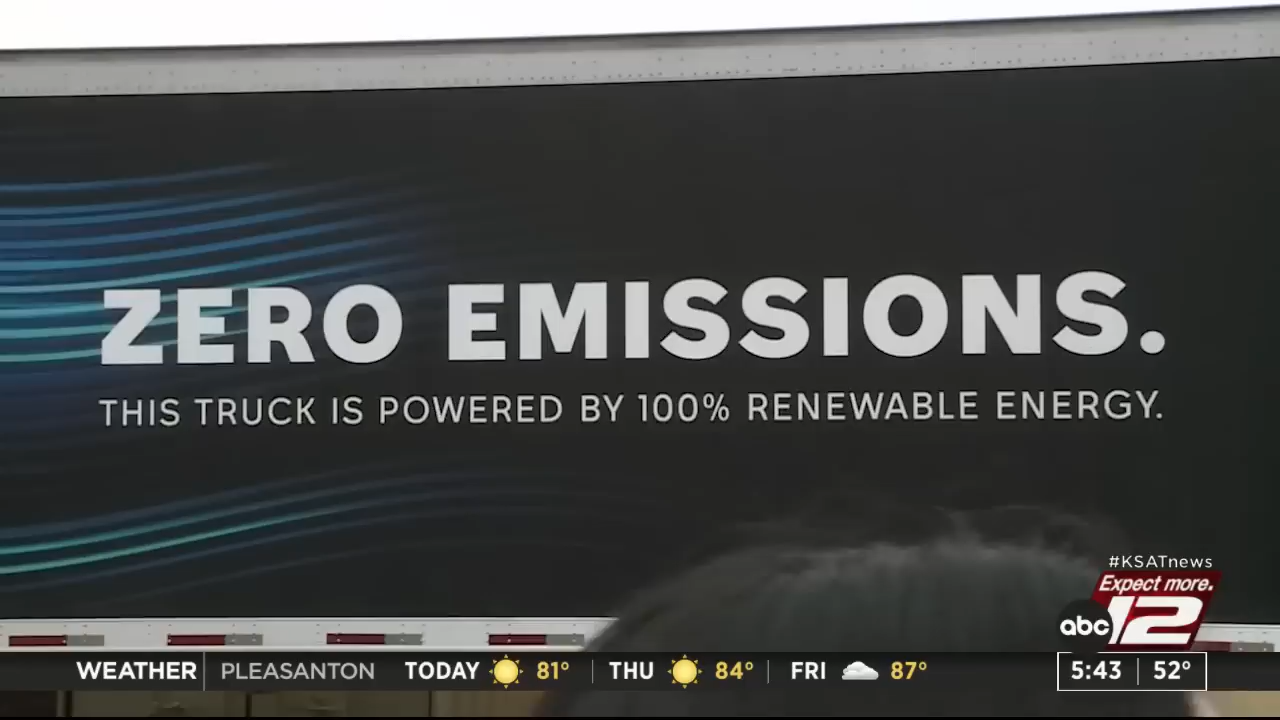 ZERO EMISSIONS.
THIS TRUCK IS POWERED BY 100% RENEWABLE ENERGY.
#KSATnews
Expect more.
abc 12
WEATHER PLEASANTON TODAY 81° THU 84° FRI 87° 5:43 52°